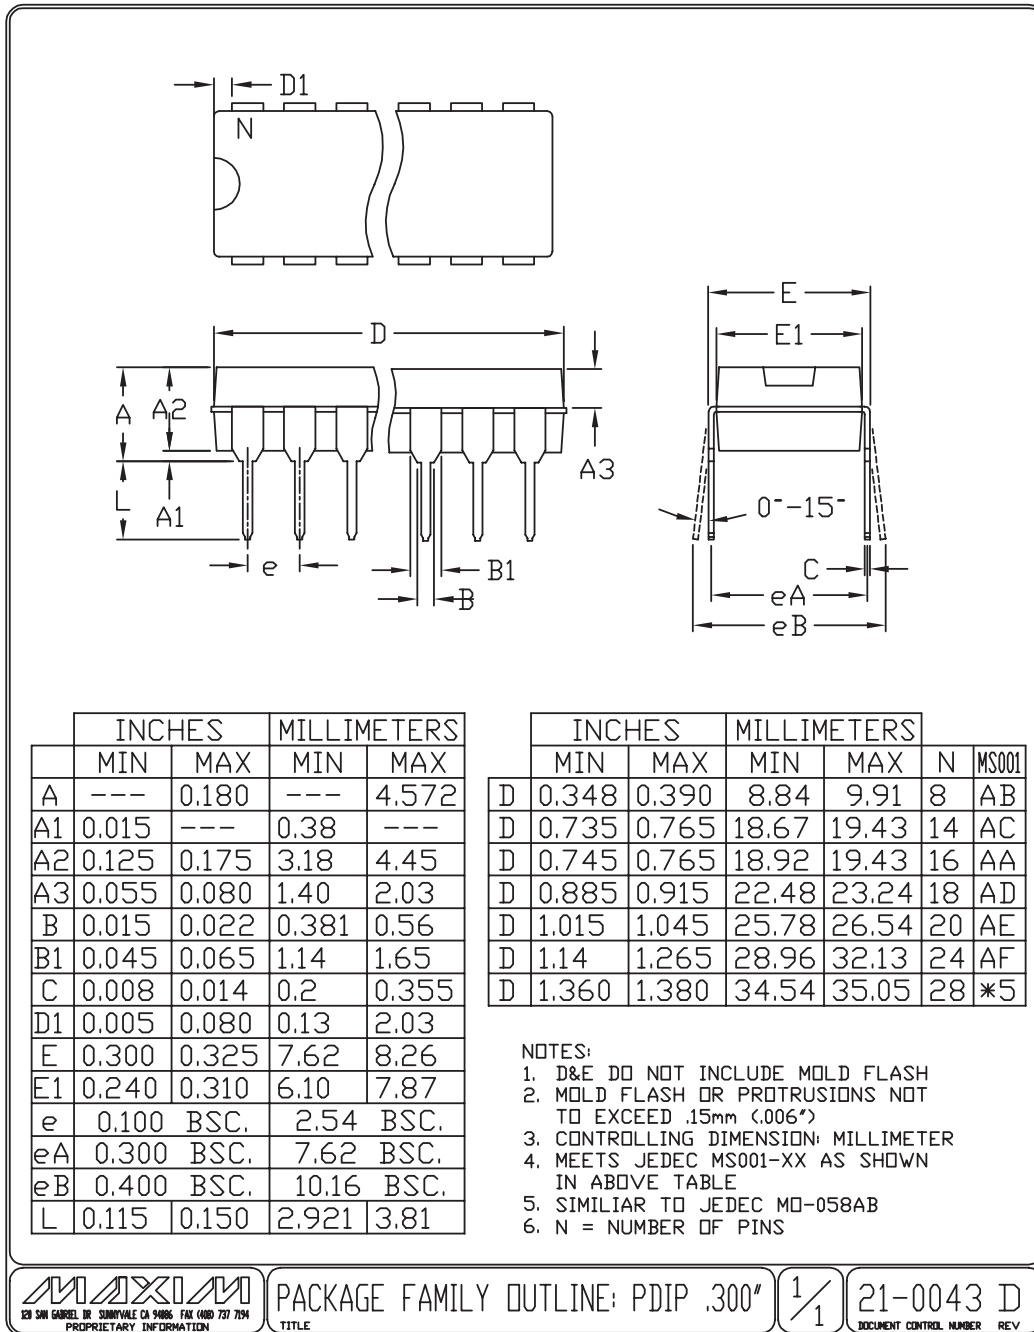 D1
N
D
E
E1
A
A2
A3
L
A1
0°-15°
e
B1
B
C
eA
eB
INCHES MILLIMETERS
MIN MAX MIN MAX
A --- 0.180 --- 4.572
A1 0.015 --- 0.38 ---
A2 0.125 0.175 3.18 4.45
A3 0.055 0.080 1.40 2.03
B 0.015 0.022 0.381 0.56
B1 0.045 0.065 1.14 1.65
C 0.008 0.014 0.2 0.355
D1 0.005 0.080 0.13 2.03
E 0.300 0.325 7.62 8.26
E1 0.240 0.310 6.10 7.87
e 0.100 BSC. 2.54 BSC.
eA 0.300 BSC. 7.62 BSC.
eB 0.400 BSC. 10.16 BSC.
L 0.115 0.150 2.921 3.81
INCHES MILLIMETERS
MIN MAX MIN MAX N MS001
D 0.348 0.390 8.84 9.91 8 AB
D 0.735 0.765 18.67 19.43 14 AC
D 0.745 0.765 18.92 19.43 16 AA
D 0.885 0.915 22.48 23.24 18 AD
D 1.015 1.045 25.78 26.54 20 AE
D 1.14 1.265 28.96 32.13 24 AF
D 1.360 1.380 34.54 35.05 28 *5
NOTES:
1. D&E DO NOT INCLUDE MOLD FLASH
2. MOLD FLASH OR PROTRUSIONS NOT
TO EXCEED .15mm (.006")
3. CONTROLLING DIMENSION: MILLIMETER
4. MEETS JEDEC MS001-XX AS SHOWN
IN ABOVE TABLE
5. SIMILIAR TO JEDEC MO-058AB
6. N = NUMBER OF PINS
MAXIM
120 SAN GABRIEL DR SUNNYVALE CA 94086 FAX (408) 737 7194
PROPRIETARY INFORMATION
PACKAGE FAMILY OUTLINE: PDIP .300"
TITLE
1/1
21-0043 D
DOCUMENT CONTROL NUMBER REV